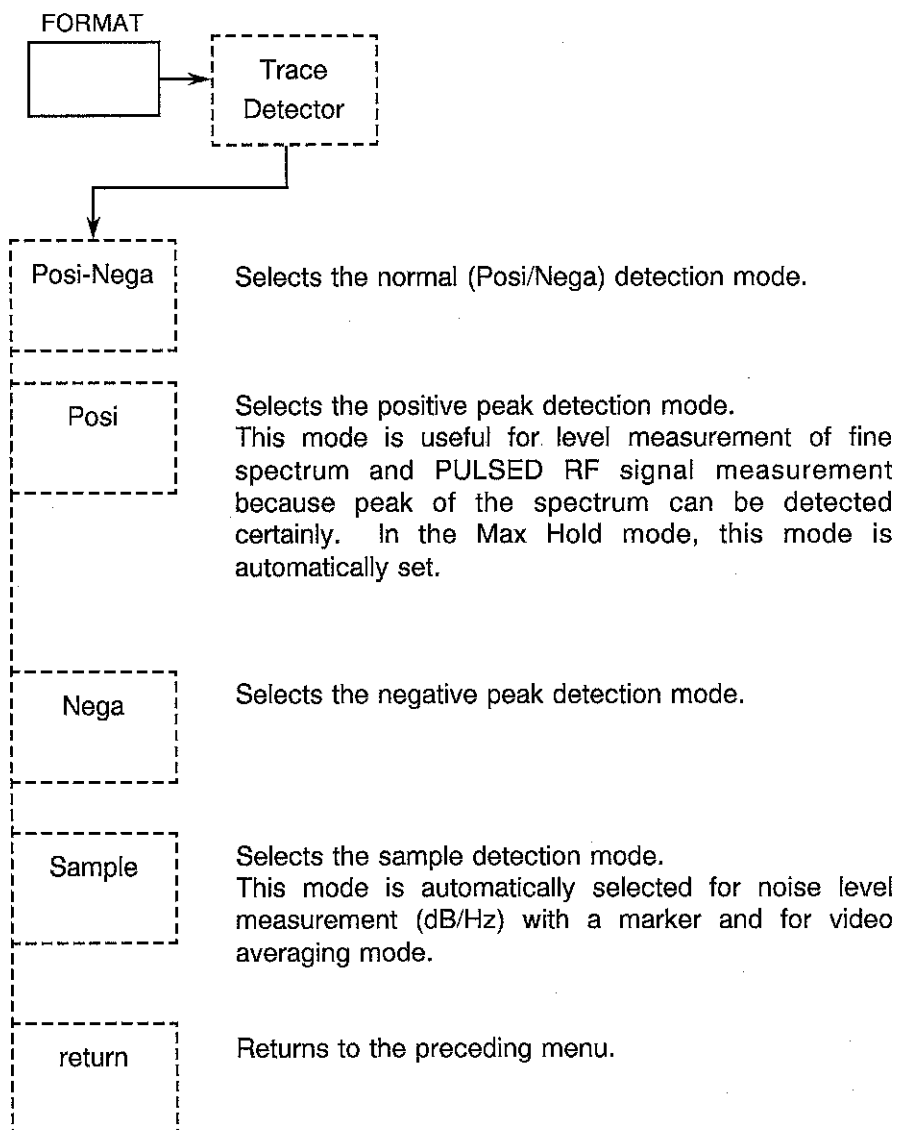 FORMAT
Trace
Detector
Posi-Nega
Selects the normal (Posi/Nega) detection mode.
Posi
Selects the positive peak detection mode.
This mode is useful for level measurement of fine
spectrum and PULSED RF signal measurement
because peak of the spectrum can be detected
certainly. In the Max Hold mode, this mode is
automatically set.
Nega
Selects the negative peak detection mode.
Sample
Selects the sample detection mode.
This mode is automatically selected for noise level
measurement (dB/Hz) with a marker and for video
averaging mode.
return
Returns to the preceding menu.